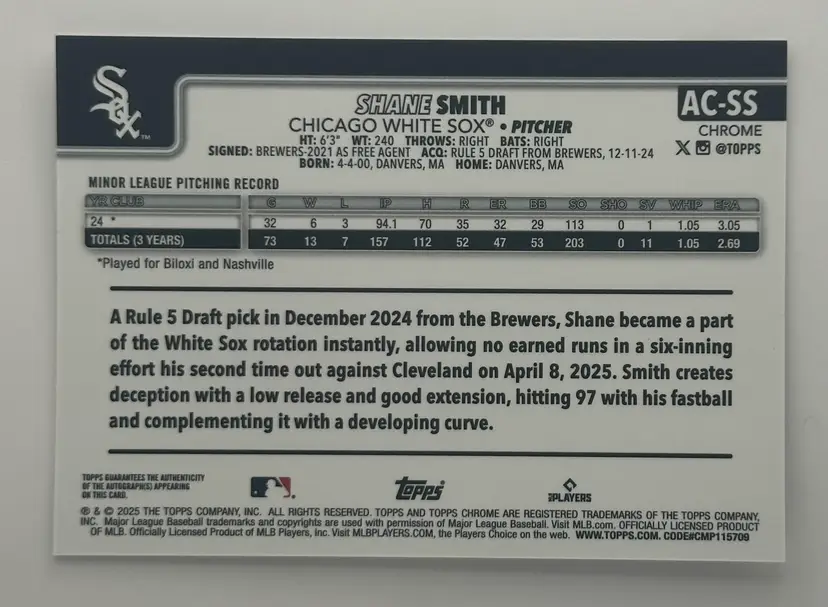 Sox
TM
SHANE SMITH
AC-SS
CHICAGO WHITE SOX® • PITCHER
CHROME
HT: 6'3" WT: 240 THROWS: RIGHT BATS: RIGHT
X @TOPPS
SIGNED: BREWERS-2021 AS FREE AGENT ACQ: RULE 5 DRAFT FROM BREWERS, 12-11-24
BORN: 4-4-00, DANVERS, MA HOME: DANVERS, MA
MINOR LEAGUE PITCHING RECORD
YR CLUB G W L IP H R ER BB SO SHO SV WHIP ERA
24 * 32 6 3 94.1 70 35 32 29 113 0 1 1.05 3.05
TOTALS (3 YEARS) 73 13 7 157 112 52 47 53 203 0 11 1.05 2.69
*Played for Biloxi and Nashville
A Rule 5 Draft pick in December 2024 from the Brewers, Shane became a part
of the White Sox rotation instantly, allowing no earned runs in a six-inning
effort his second time out against Cleveland on April 8, 2025. Smith creates
deception with a low release and good extension, hitting 97 with his fastball
and complementing it with a developing curve.
TOPPS GUARANTEES THE AUTHENTICITY
OF THE AUTOGRAPH(S) APPEARING
ON THIS CARD.
topps
PLAYERS
® & © 2025 THE TOPPS COMPANY, INC. ALL RIGHTS RESERVED. TOPPS AND TOPPS CHROME ARE REGISTERED TRADEMARKS OF THE TOPPS COMPANY,
INC. Major League Baseball trademarks and copyrights are used with permission of Major League Baseball. Visit MLB.com. OFFICIALLY LICENSED PRODUCT
OF MLB. Officially Licensed Product of MLB Players, Inc. Visit MLBPLAYERS.COM, the Players Choice on the web. WWW.TOPPS.COM. CODE#CMP115709